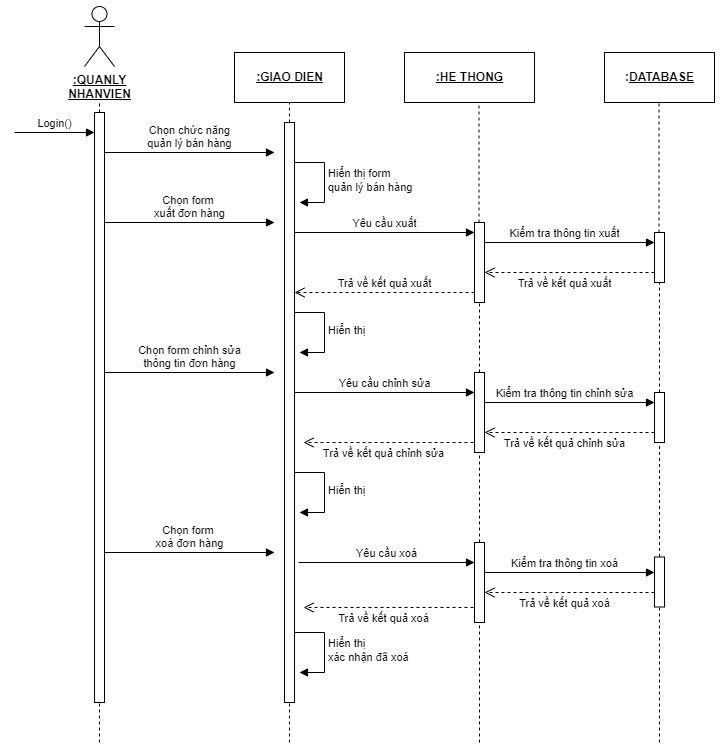 :QUANLY
NHANVIEN
:GIAO DIEN
:HE THONG
:DATABASE
Login()
Chọn chức năng
quản lý bán hàng
Hiển thị form
quản lý bán hàng
Chọn form
xuất đơn hàng
Yêu cầu xuất
Kiểm tra thông tin xuất
Trả về kết quả xuất
Trả về kết quả xuất
Hiển thị
Chọn form chỉnh sửa
thông tin đơn hàng
Yêu cầu chỉnh sửa
Kiểm tra thông tin chỉnh sửa
Trả về kết quả chỉnh sửa
Trả về kết quả chỉnh sửa
Hiển thị
Chọn form
xoá đơn hàng
Yêu cầu xoá
Kiểm tra thông tin xoá
Trả về kết quả xoá
Trả về kết quả xoá
Hiển thị
xác nhận đã xoá